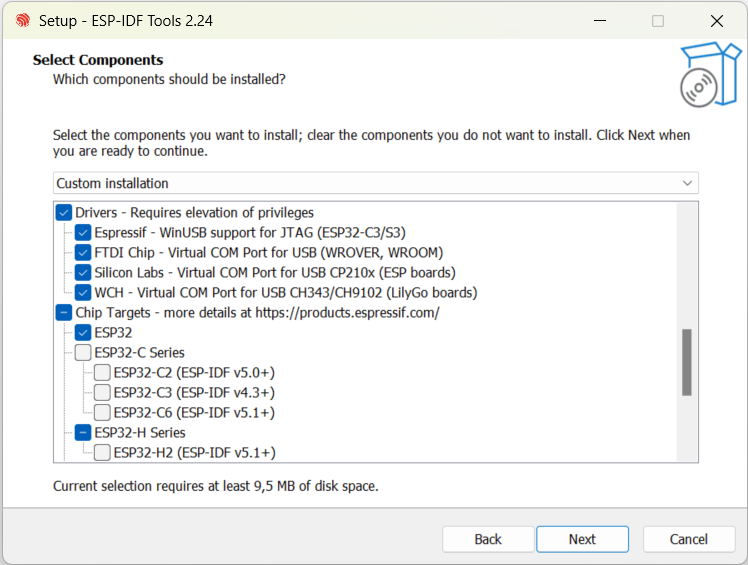 Setup - ESP-IDF Tools 2.24
Select Components
Which components should be installed?
Select the components you want to install; clear the components you do not want to install. Click Next when
you are ready to continue.
Custom installation
Drivers - Requires elevation of privileges
Espressif - WinUSB support for JTAG (ESP32-C3/S3)
FTDI Chip - Virtual COM Port for USB (WROVER, WROOM)
Silicon Labs - Virtual COM Port for USB CP210x (ESP boards)
WCH - Virtual COM Port for USB CH343/CH9102 (LilyGo boards)
Chip Targets - more details at https://products.espressif.com/
ESP32
ESP32-C Series
ESP32-C2 (ESP-IDF v5.0+)
ESP32-C3 (ESP-IDF v4.3+)
ESP32-C6 (ESP-IDF v5.1+)
ESP32-H Series
ESP32-H2 (ESP-IDF v5.1+)
Current selection requires at least 9,5 MB of disk space.
Back
Next
Cancel